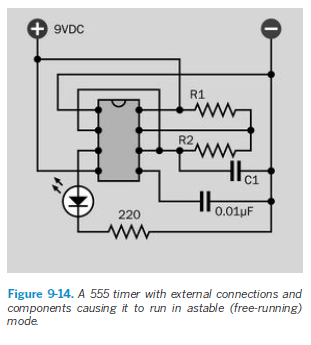 9VDC
R1
R2
C1
0.01µF
220
Figure 9-14. A 555 timer with external connections and
components causing it to run in astable (free-running)
mode.